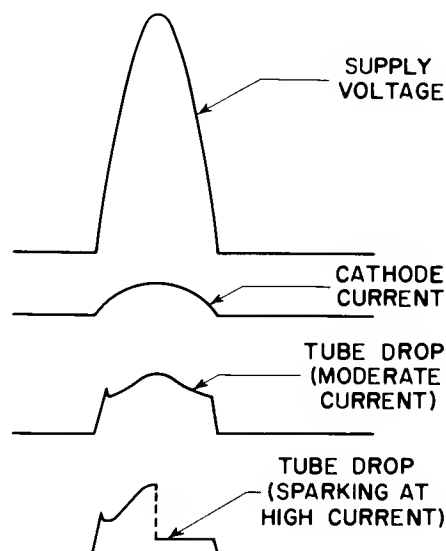 SUPPLY
VOLTAGE
CATHODE
CURRENT
TUBE DROP
(MODERATE
CURRENT)
TUBE DROP
(SPARKING AT
HIGH CURRENT)